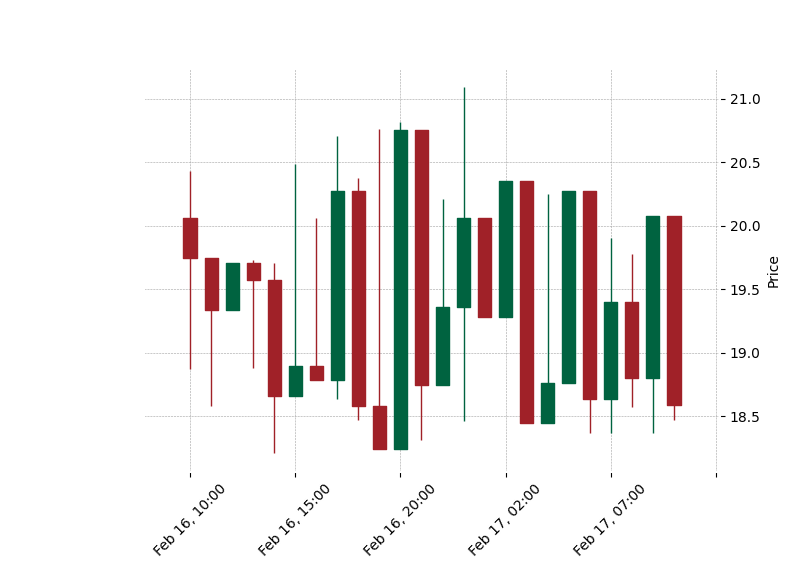 21.0
20.5
20.0
19.5
19.0
18.5
Price
Feb 16, 10:00
Feb 16, 15:00
Feb 16, 20:00
Feb 17, 02:00
Feb 17, 07:00